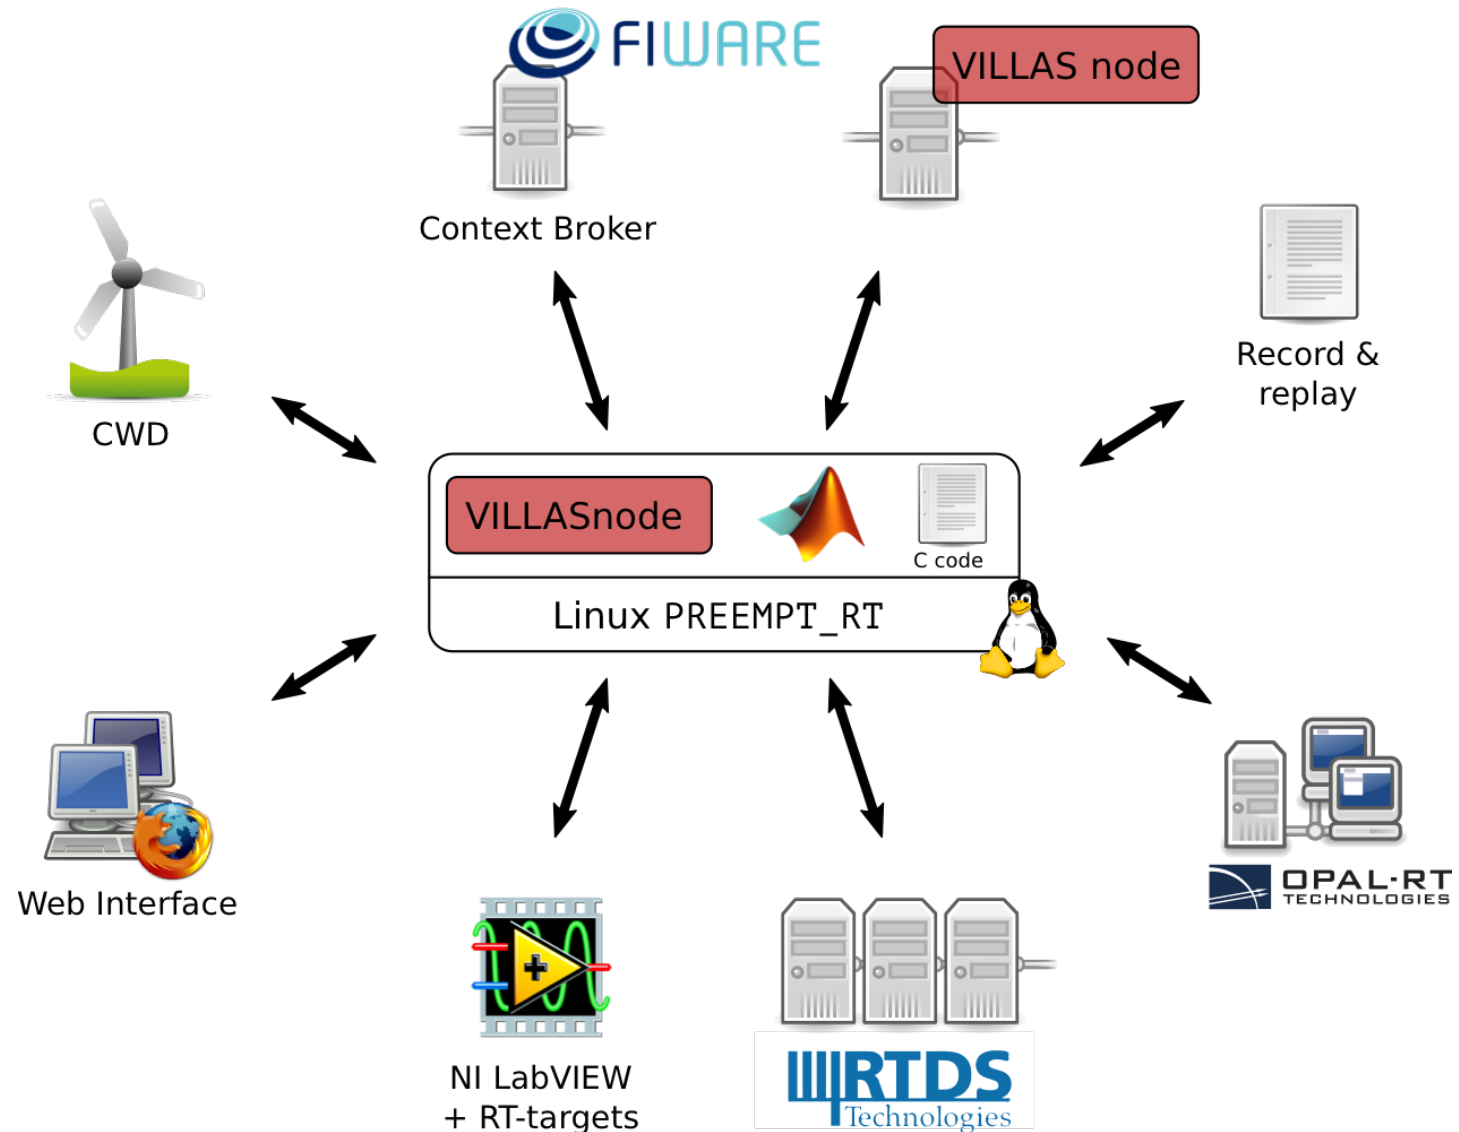 FIWARE
VILLAS node
Context Broker
Record &
replay
CWD
VILLASnode
C code
Linux PREEMPT_RT
Web Interface
OPAL-RT
TECHNOLOGIES
NI LabVIEW
+ RT-targets
RTDS
Technologies